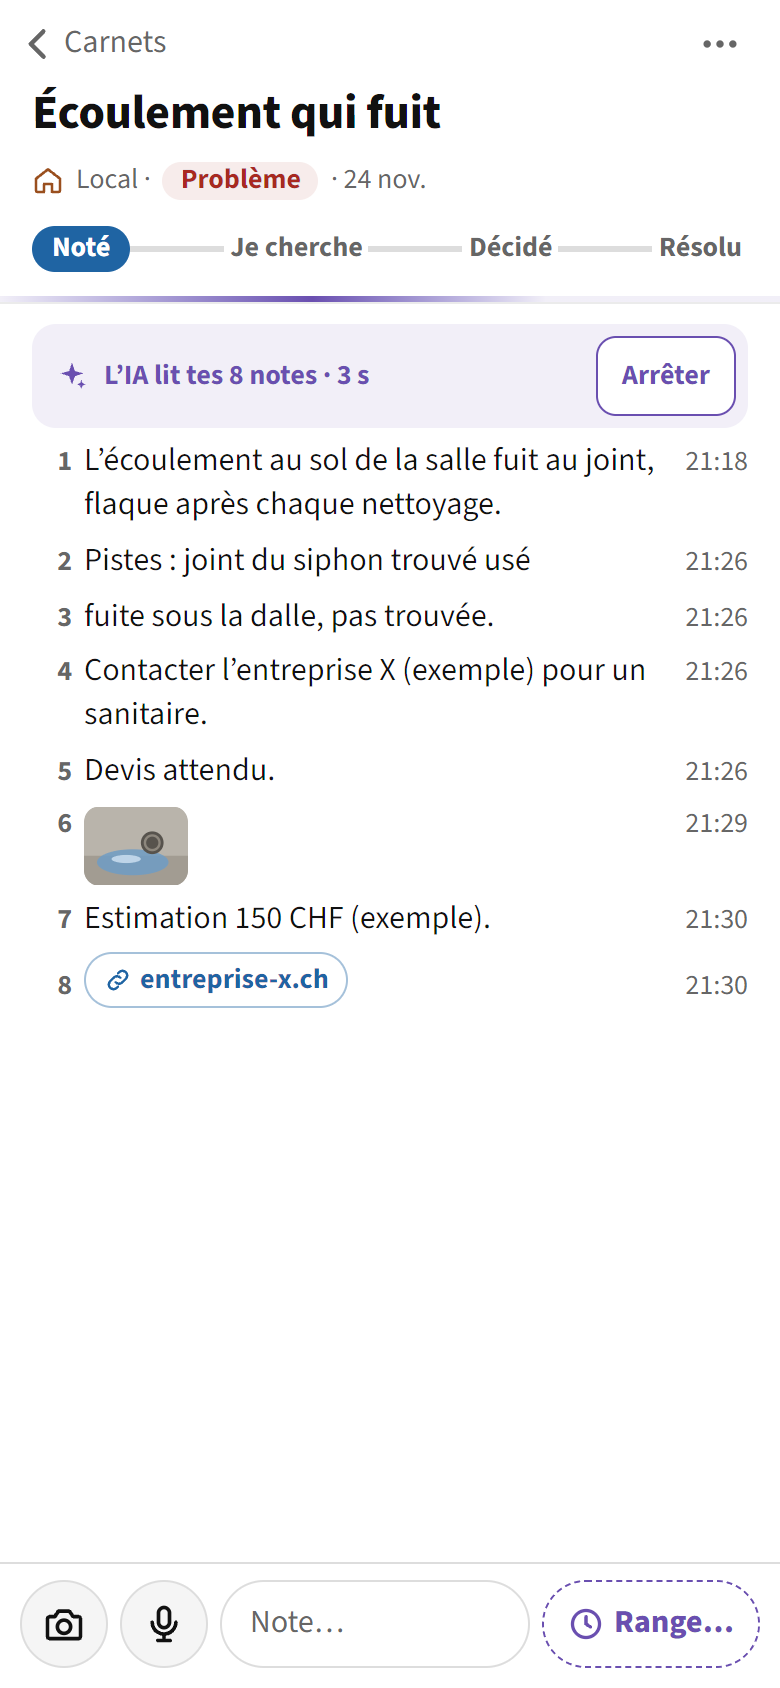 Carnets
Écoulement qui fuit
Local · Problème · 24 nov.
Noté Je cherche Décidé Résolu
L’IA lit tes 8 notes · 3 s Arrêter
1 L’écoulement au sol de la salle fuit au joint, 21:18
flaque après chaque nettoyage.
2 Pistes : joint du siphon trouvé usé 21:26
3 fuite sous la dalle, pas trouvée. 21:26
4 Contacter l’entreprise X (exemple) pour un 21:26
sanitaire.
5 Devis attendu. 21:26
6 21:29
7 Estimation 150 CHF (exemple). 21:30
8 entreprise-x.ch 21:30
Note… Range…